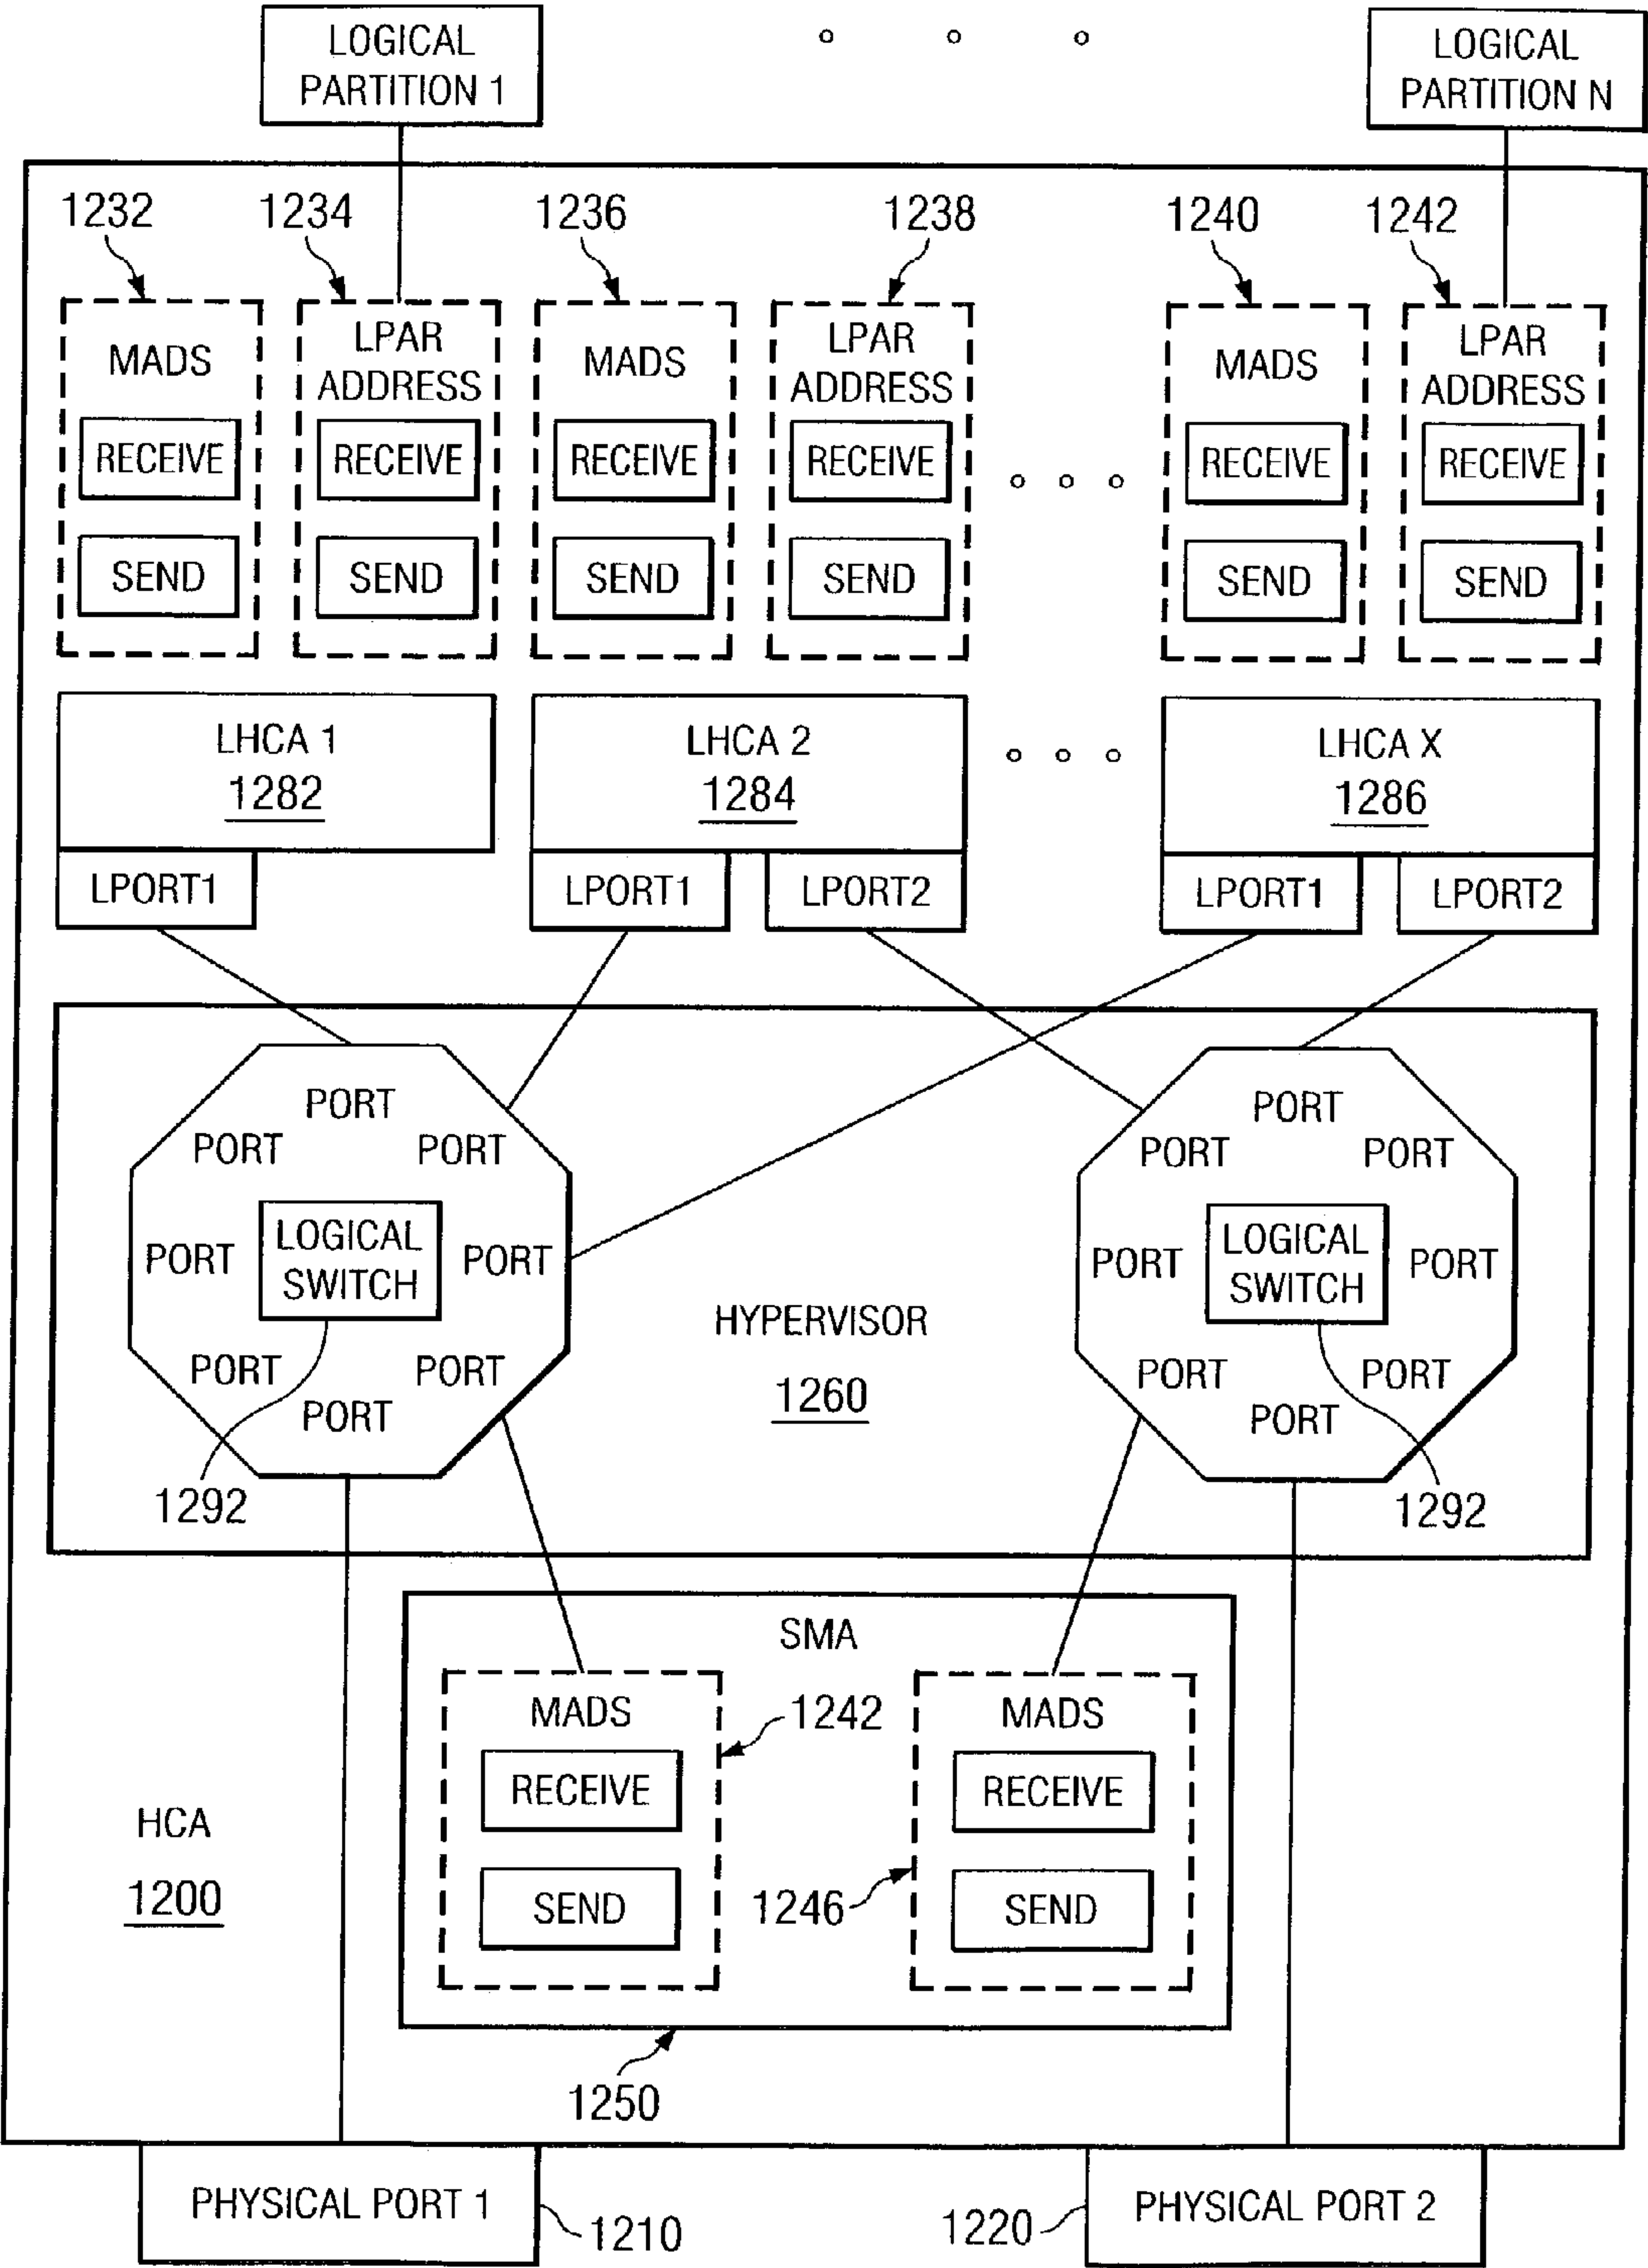 LOGICAL
PARTITION 1
LOGICAL
PARTITION N
1232
1234
1236
1238
1240
1242
MADS
RECEIVE
SEND
LPAR
ADDRESS
RECEIVE
SEND
MADS
RECEIVE
SEND
LPAR
ADDRESS
RECEIVE
SEND
MADS
RECEIVE
SEND
LPAR
ADDRESS
RECEIVE
SEND
LHCA 1
1282
LPORT1
LHCA 2
1284
LPORT1
LPORT2
LHCA X
1286
LPORT1
LPORT2
PORT
PORT
PORT
PORT
LOGICAL
SWITCH
PORT
PORT
PORT
PORT
1292
HYPERVISOR
1260
PORT
PORT
PORT
PORT
LOGICAL
SWITCH
PORT
PORT
PORT
PORT
1292
SMA
MADS
RECEIVE
SEND
1242
MADS
RECEIVE
SEND
1246
HCA
1200
1250
PHYSICAL PORT 1
1210
1220
PHYSICAL PORT 2